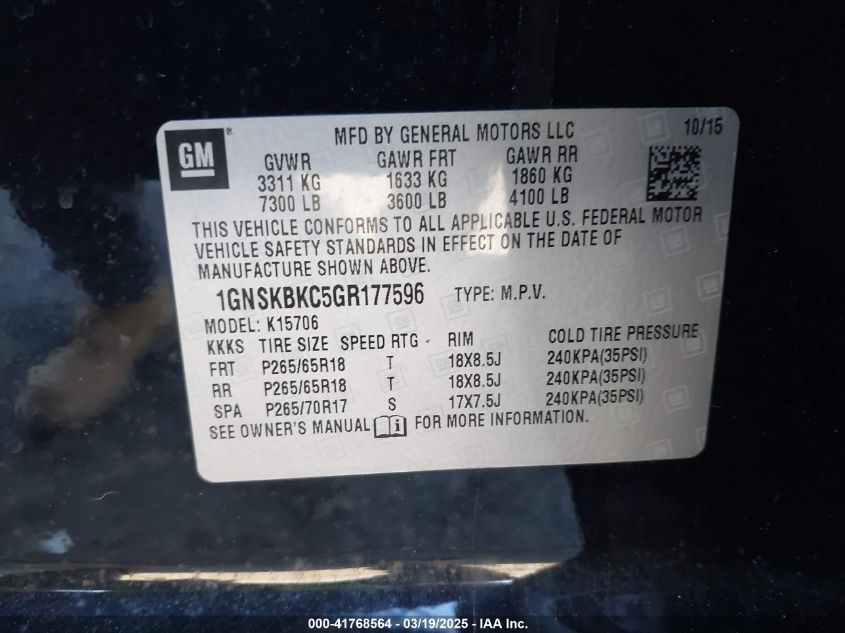 GM ® MFD BY GENERAL MOTORS LLC 10/15
GVWR GAWR FRT GAWR RR
3311 KG 1633 KG 1860 KG
7300 LB 3600 LB 4100 LB
THIS VEHICLE CONFORMS TO ALL APPLICABLE U.S. FEDERAL MOTOR
VEHICLE SAFETY STANDARDS IN EFFECT ON THE DATE OF
MANUFACTURE SHOWN ABOVE.
1GNSKBKC5GR177596 TYPE: M.P.V.
MODEL: K15706
KKKS TIRE SIZE SPEED RTG RIM COLD TIRE PRESSURE
FRT P265/65R18 T 18X8.5J 240KPA(35PSI)
RR P265/65R18 T 18X8.5J 240KPA(35PSI)
SPA P265/70R17 S 17X7.5J 240KPA(35PSI)
SEE OWNER'S MANUAL i FOR MORE INFORMATION.
000-41768564 - 03/19/2025 - IAAI.com